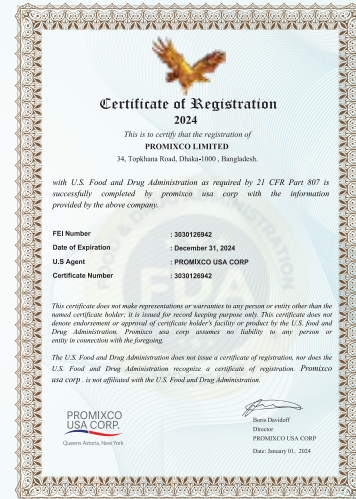 Certificate of Registration
2024
This is to certify that the registration of
PROMIXCO LIMITED
34, Topkhana Road, Dhaka-1000 , Bangladesh.
with U.S. Food and Drug Administration as required by 21 CFR Part 807 is
successfully completed by promixco usa corp with the information
provided by the above company.
FEI Number : 3030126942
Date of Expiration : December 31, 2024
U.S Agent : PROMIXCO USA CORP
Certificate Number : 3030126942
This certificate does not make representations or warranties to any person or entity other than the
named certificate holder; it is issued for record keeping purpose only. This certificate does not
denote endorsement or approval of certificate holder's facility or product by the U.S. food and
Drug Administration. Promixco usa corp assumes no liability to any person or
entity in connection with the foregoing.
The U.S. Food and Drug Administration does not issue a certificate of registration, nor does the
U.S. Food and Drug Administration recognize a certificate of registration. Promixco
usa corp . is not affiliated with the U.S. Food and Drug Administration.
PROMIXCO
USA CORP.
Queens Astoria, New York
Boris Davidoff
Director
PROMIXCO USA CORP
Date: January 01, 2024